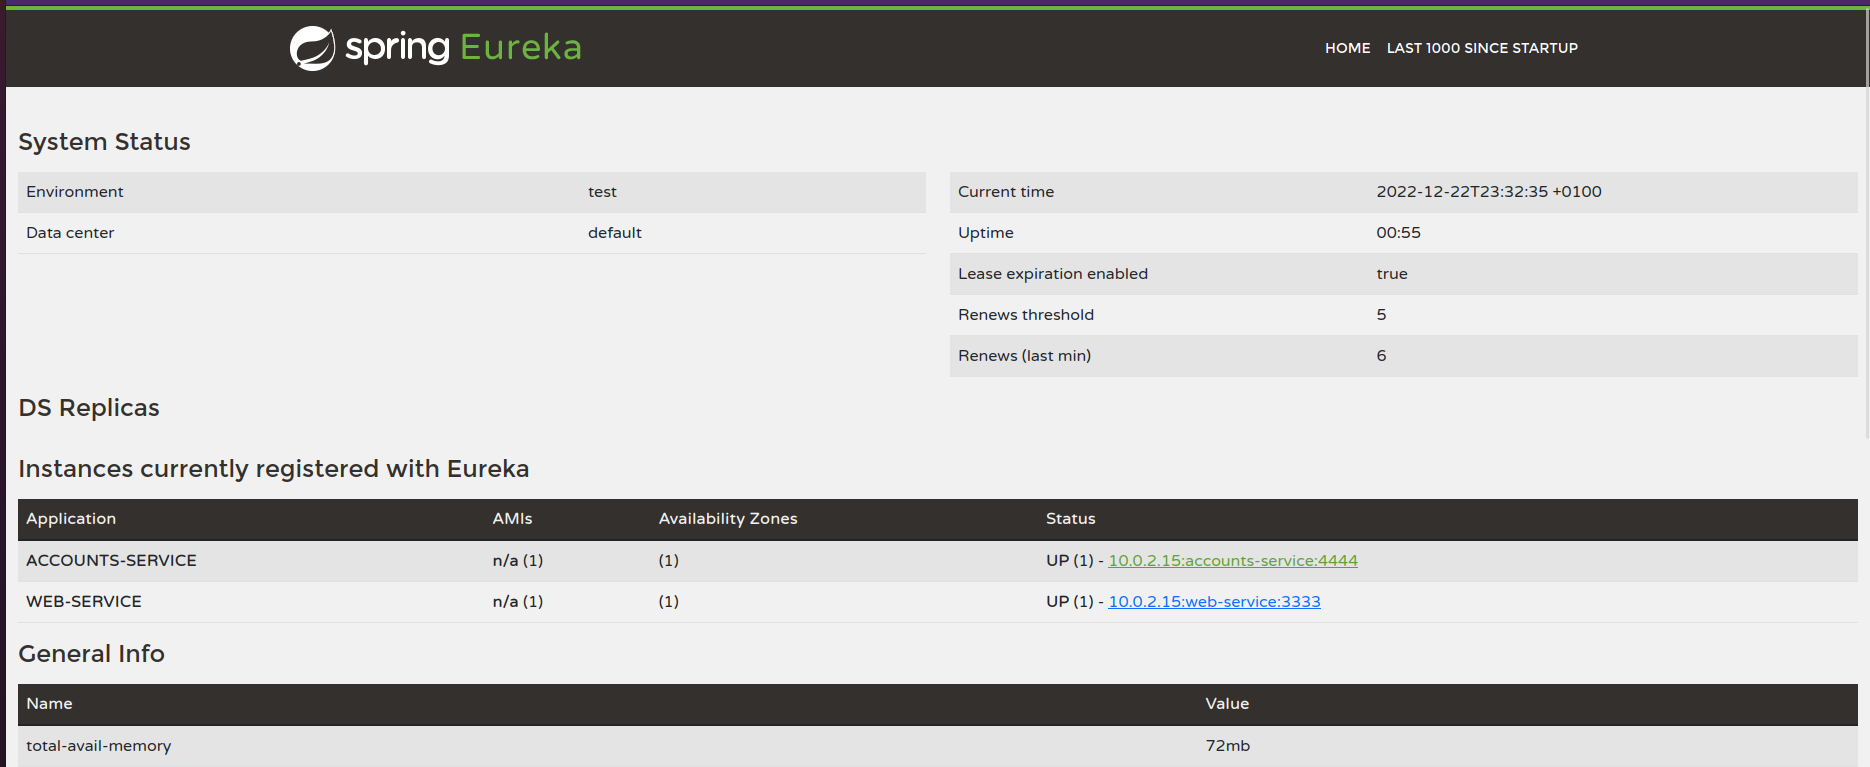 spring Eureka
HOME LAST 1000 SINCE STARTUP
System Status
Environment test
Data center default
Current time 2022-12-22T23:32:35 +0100
Uptime 00:55
Lease expiration enabled true
Renews threshold 5
Renews (last min) 6
DS Replicas
Instances currently registered with Eureka
Application AMIs Availability Zones Status
ACCOUNTS-SERVICE n/a (1) (1) UP (1) - 10.0.2.15:accounts-service:4444
WEB-SERVICE n/a (1) (1) UP (1) - 10.0.2.15:web-service:3333
General Info
Name Value
total-avail-memory 72mb